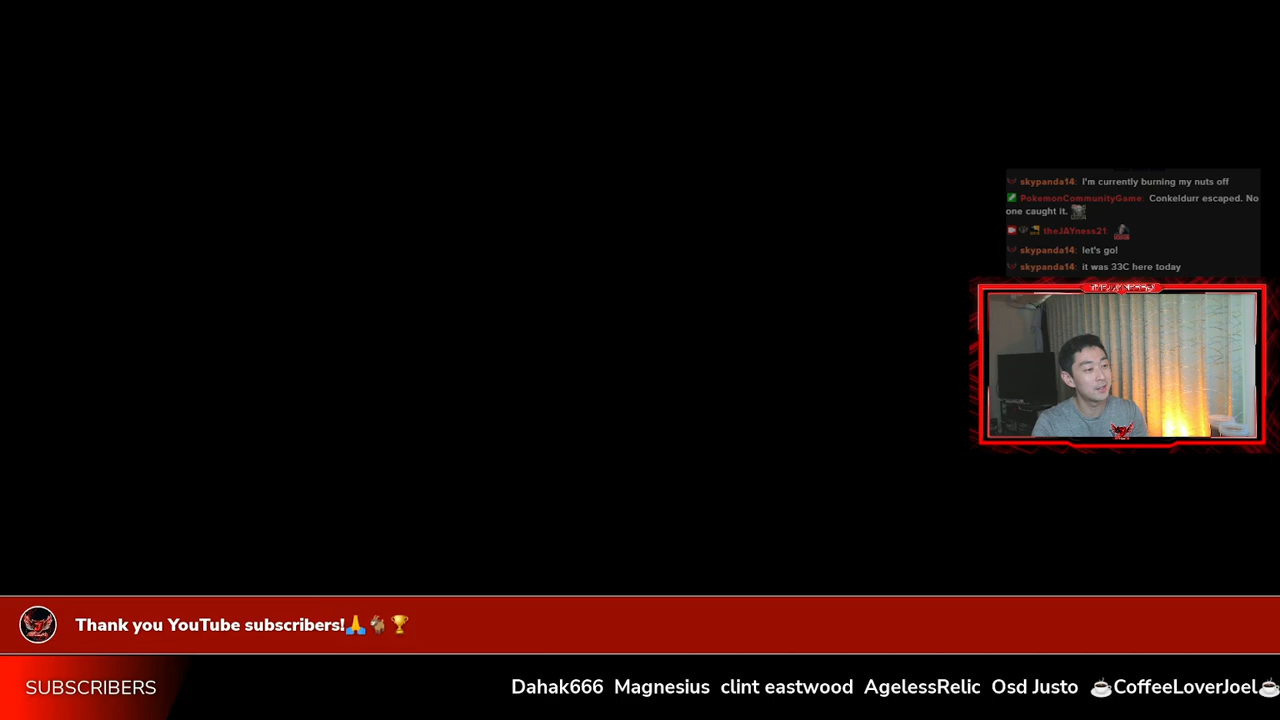 skypanda14: I'm currently burning my nuts off
PokemonCommunityGame: Conkeldurr escaped. No
one caught it.
theJAYness21:
skypanda14: let's go!
skypanda14: it was 33C here today
Thank you YouTube subscribers!🙏🐐🏆
SUBSCRIBERS
Dahak666 Magnesius clint eastwood AgelessRelic Osd Justo ☕CoffeeLoverJoel☕